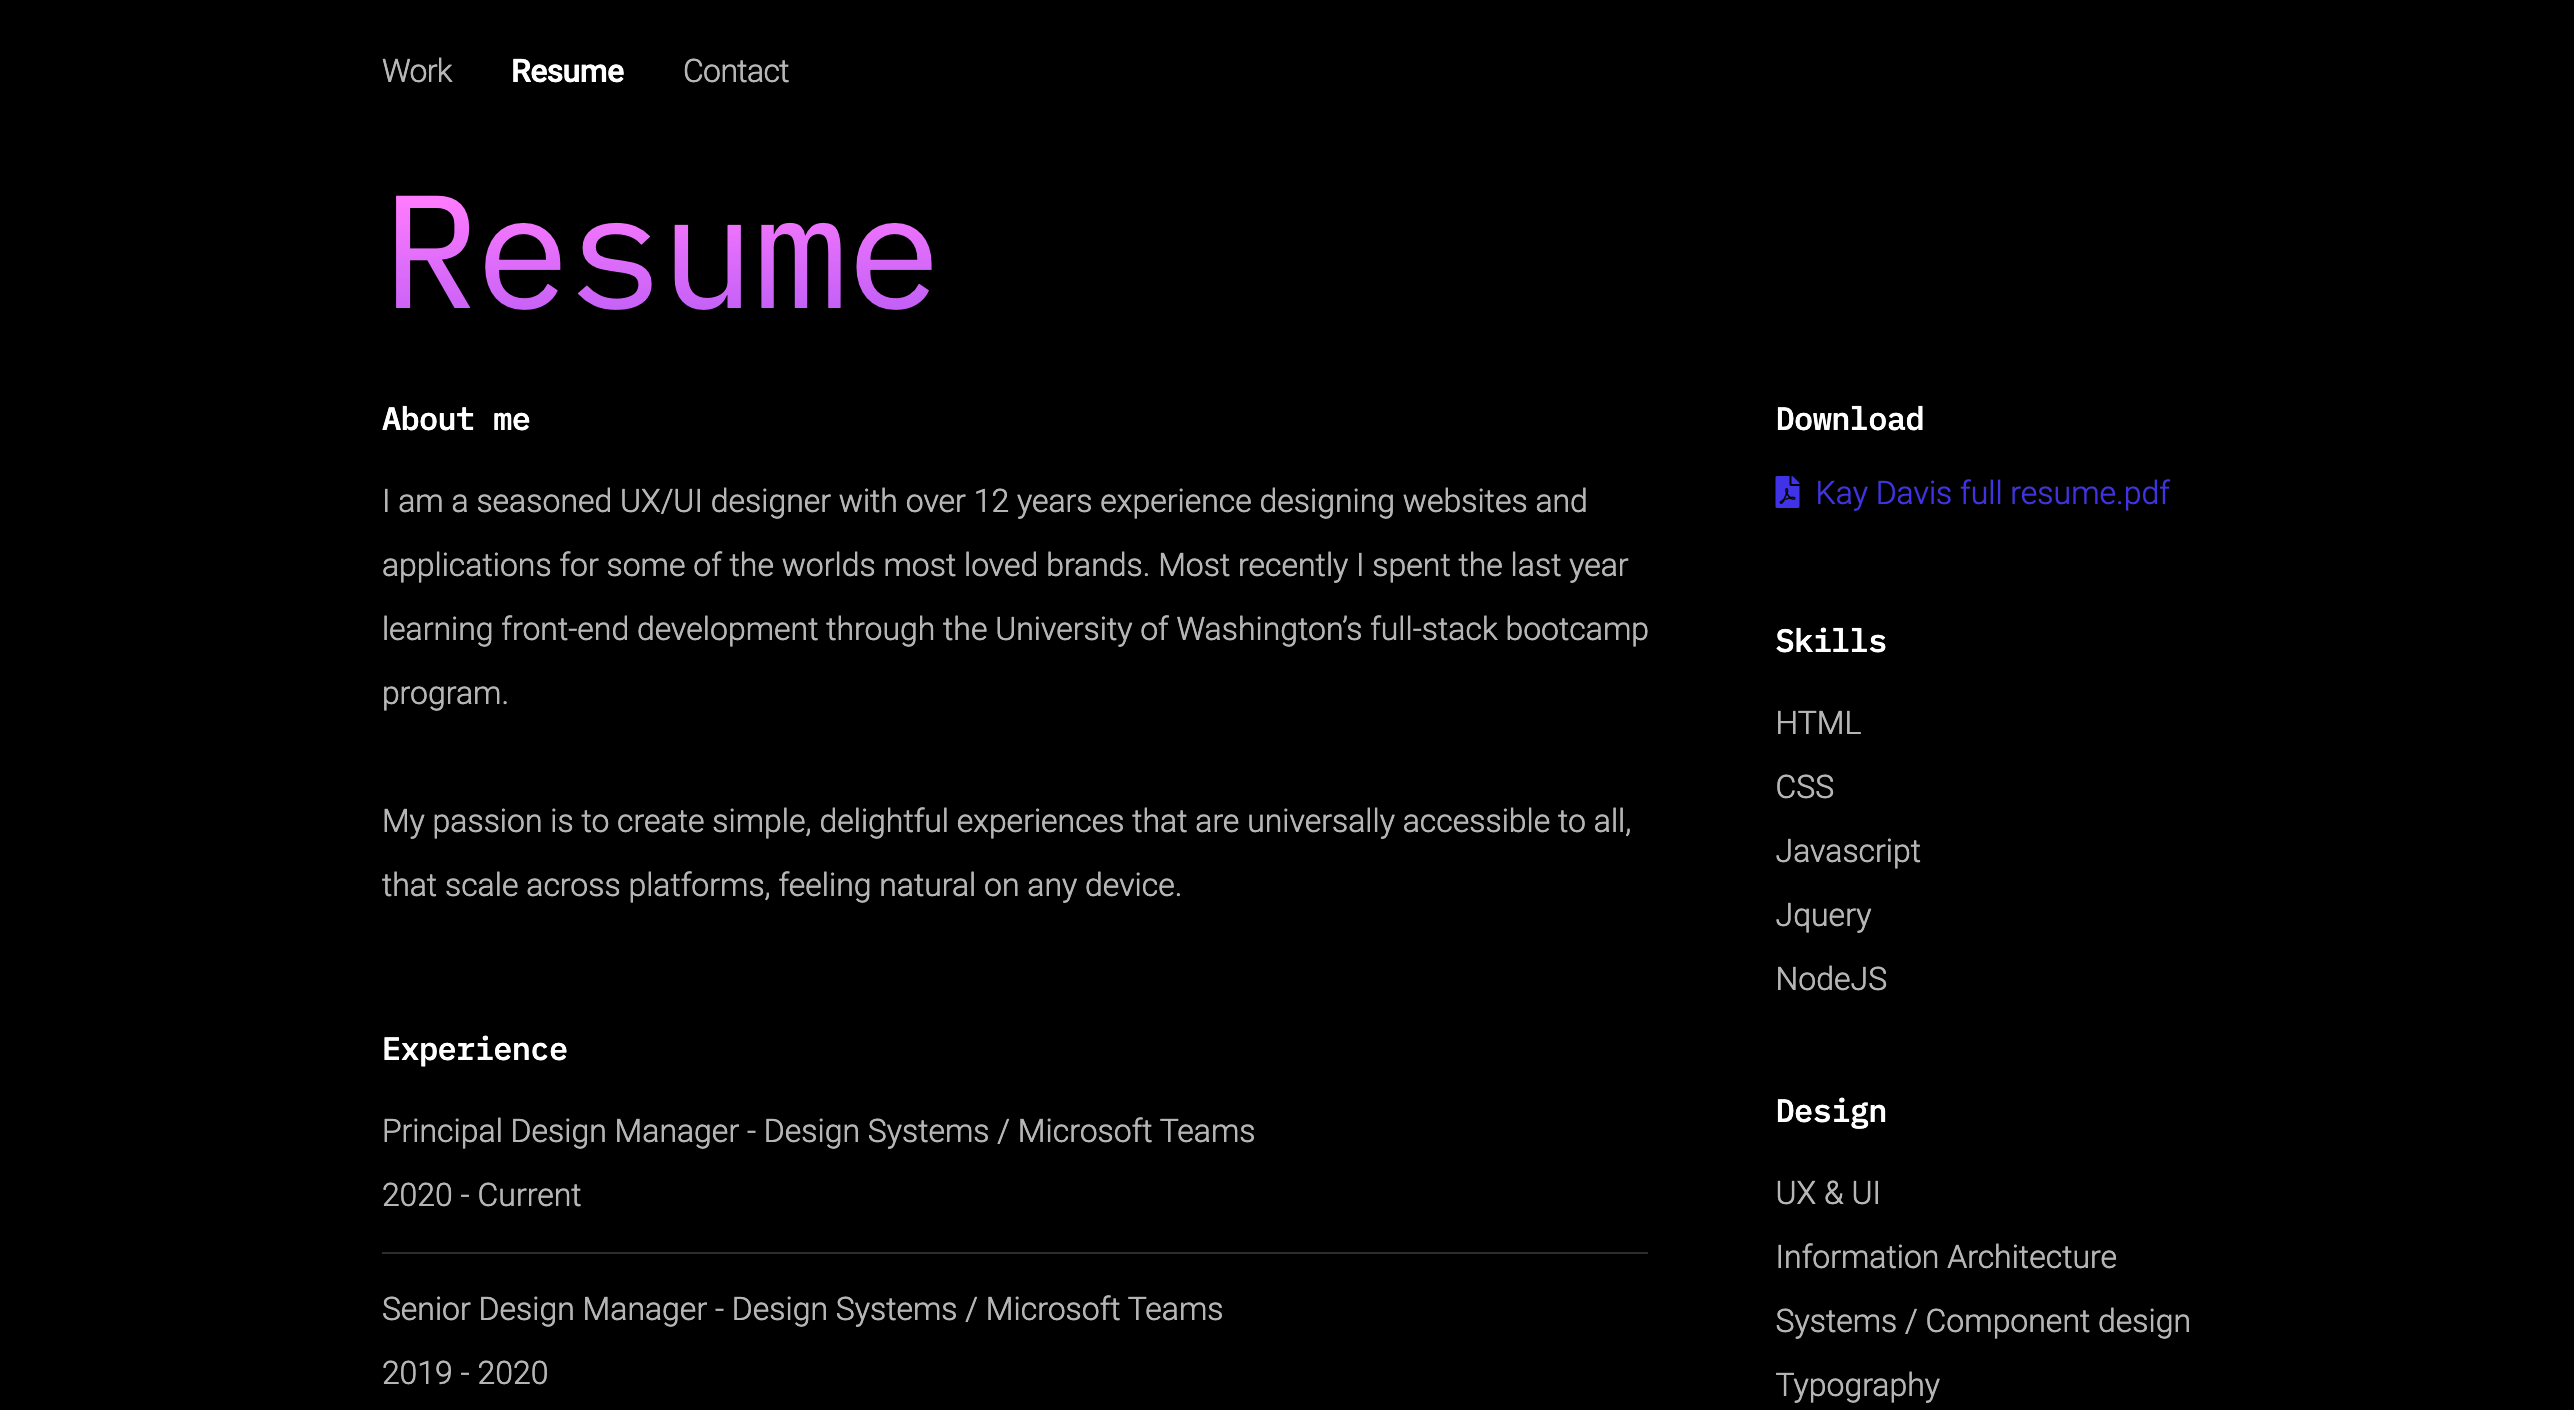 Work Resume Contact
Resume
About me
I am a seasoned UX/UI designer with over 12 years experience designing websites and
applications for some of the worlds most loved brands. Most recently I spent the last year
learning front-end development through the University of Washington’s full-stack bootcamp
program.
My passion is to create simple, delightful experiences that are universally accessible to all,
that scale across platforms, feeling natural on any device.
Experience
Principal Design Manager - Design Systems / Microsoft Teams
2020 - Current
Senior Design Manager - Design Systems / Microsoft Teams
2019 - 2020
Download
Kay Davis full resume.pdf
Skills
HTML
CSS
Javascript
Jquery
NodeJS
Design
UX & UI
Information Architecture
Systems / Component design
Typography